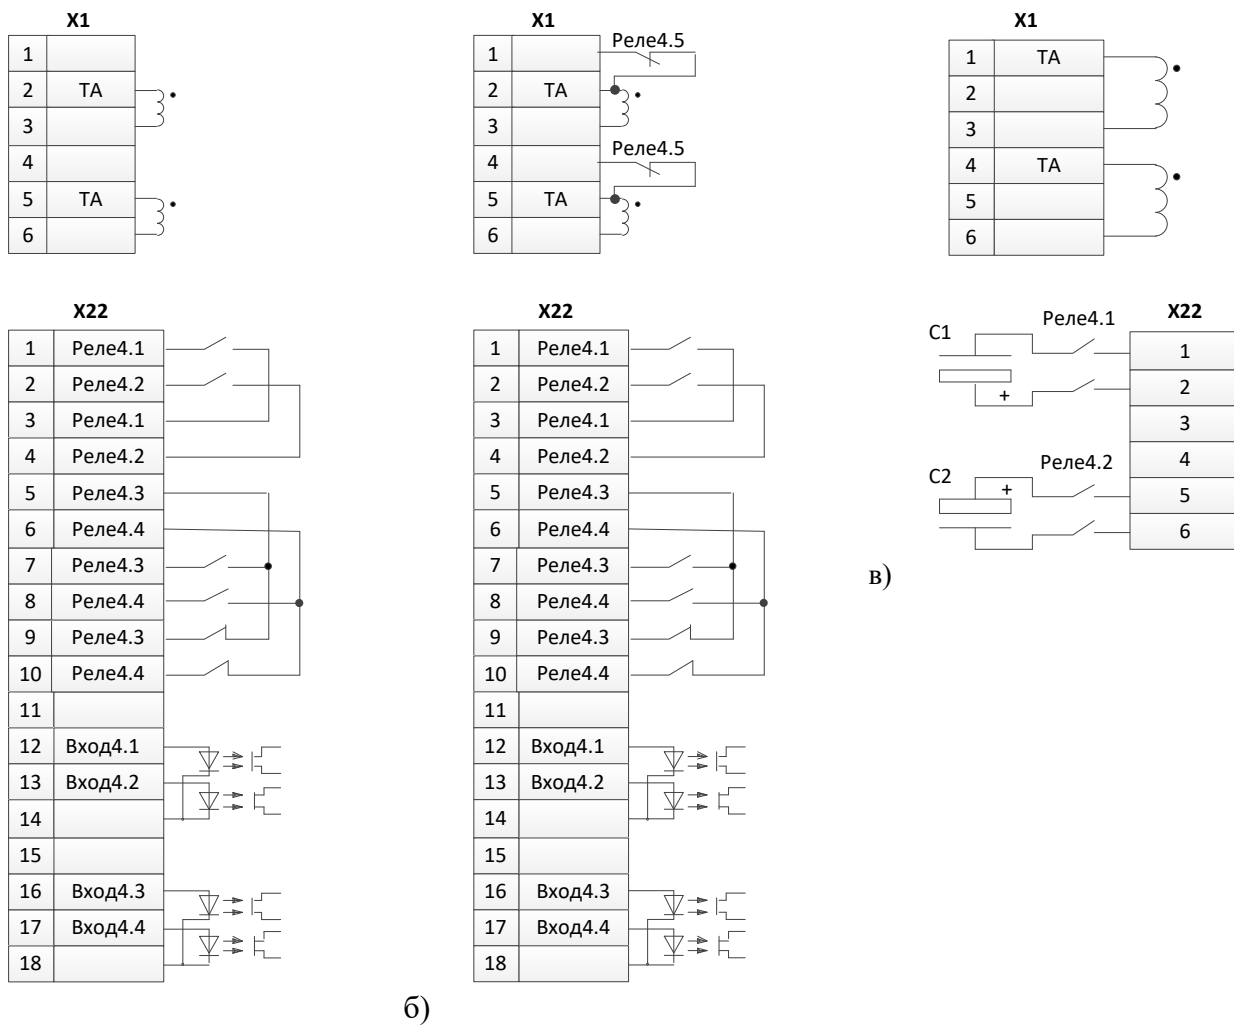 X1
1
2 TA
3
4
5 TA
6
X1
Реле4.5
1
2 TA
3
Реле4.5
4
5 TA
6
X1
1 TA
2
3
4 TA
5
6
X22
1 Реле4.1
2 Реле4.2
3 Реле4.1
4 Реле4.2
5 Реле4.3
6 Реле4.4
7 Реле4.3
8 Реле4.4
9 Реле4.3
10 Реле4.4
11
12 Вход4.1
13 Вход4.2
14
15
16 Вход4.3
17 Вход4.4
18
X22
1 Реле4.1
2 Реле4.2
3 Реле4.1
4 Реле4.2
5 Реле4.3
6 Реле4.4
7 Реле4.3
8 Реле4.4
9 Реле4.3
10 Реле4.4
11
12 Вход4.1
13 Вход4.2
14
15
16 Вход4.3
17 Вход4.4
18
б)
X22
C1 Реле4.1
1
+ 2
3
4
C2 Реле4.2
+ 5
6
в)